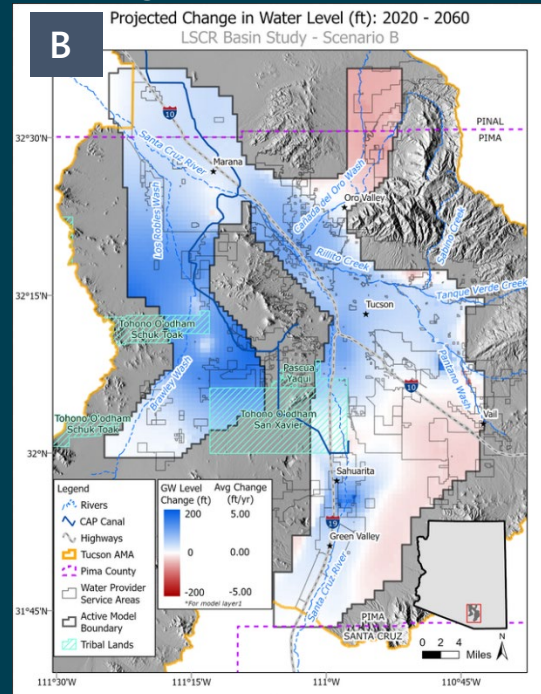 B
Projected Change in Water Level (ft): 2020 - 2060
LSCR Basin Study - Scenario B
PINAL
PIMA
32°30'N
10
Santa Cruz River
Marana
Cañada del Oro Wash
Oro Valley
Los Robles Wash
Sabino Creek
Rillito Creek
32°15'N
Tanque Verde Creek
Tucson
Tohono O'odham
Schuk Toak
Pantano Wash
Pascua
Yaqui
10
Brawley Wash
Tohono O'odham
Schuk Toak
Tohono O'odham
San Xavier
Vail
32°0'N
Sahuarita
Legend
Rivers
CAP Canal
Highways
Tucson AMA
Pima County
Water Provider
Service Areas
Active Model
Boundary
Tribal Lands
GW Level
Change (ft)
Avg Change
(ft/yr)
200
5.00
0
0.00
-200
-5.00
*For model layer1
19
Green Valley
Santa Cruz River
31°45'N
PIMA
SANTA CRUZ
0 2 4
Miles
N
111°30'W
111°15'W
111°0'W
110°45'W